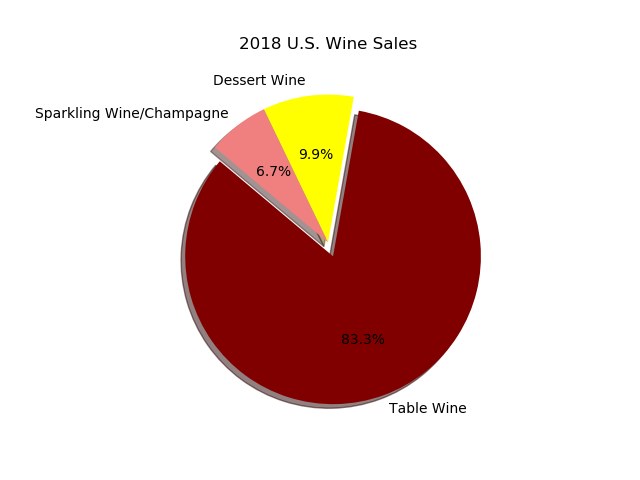 2018 U.S. Wine Sales
Dessert Wine
Sparkling Wine/Champagne
9.9%
6.7%
83.3%
Table Wine